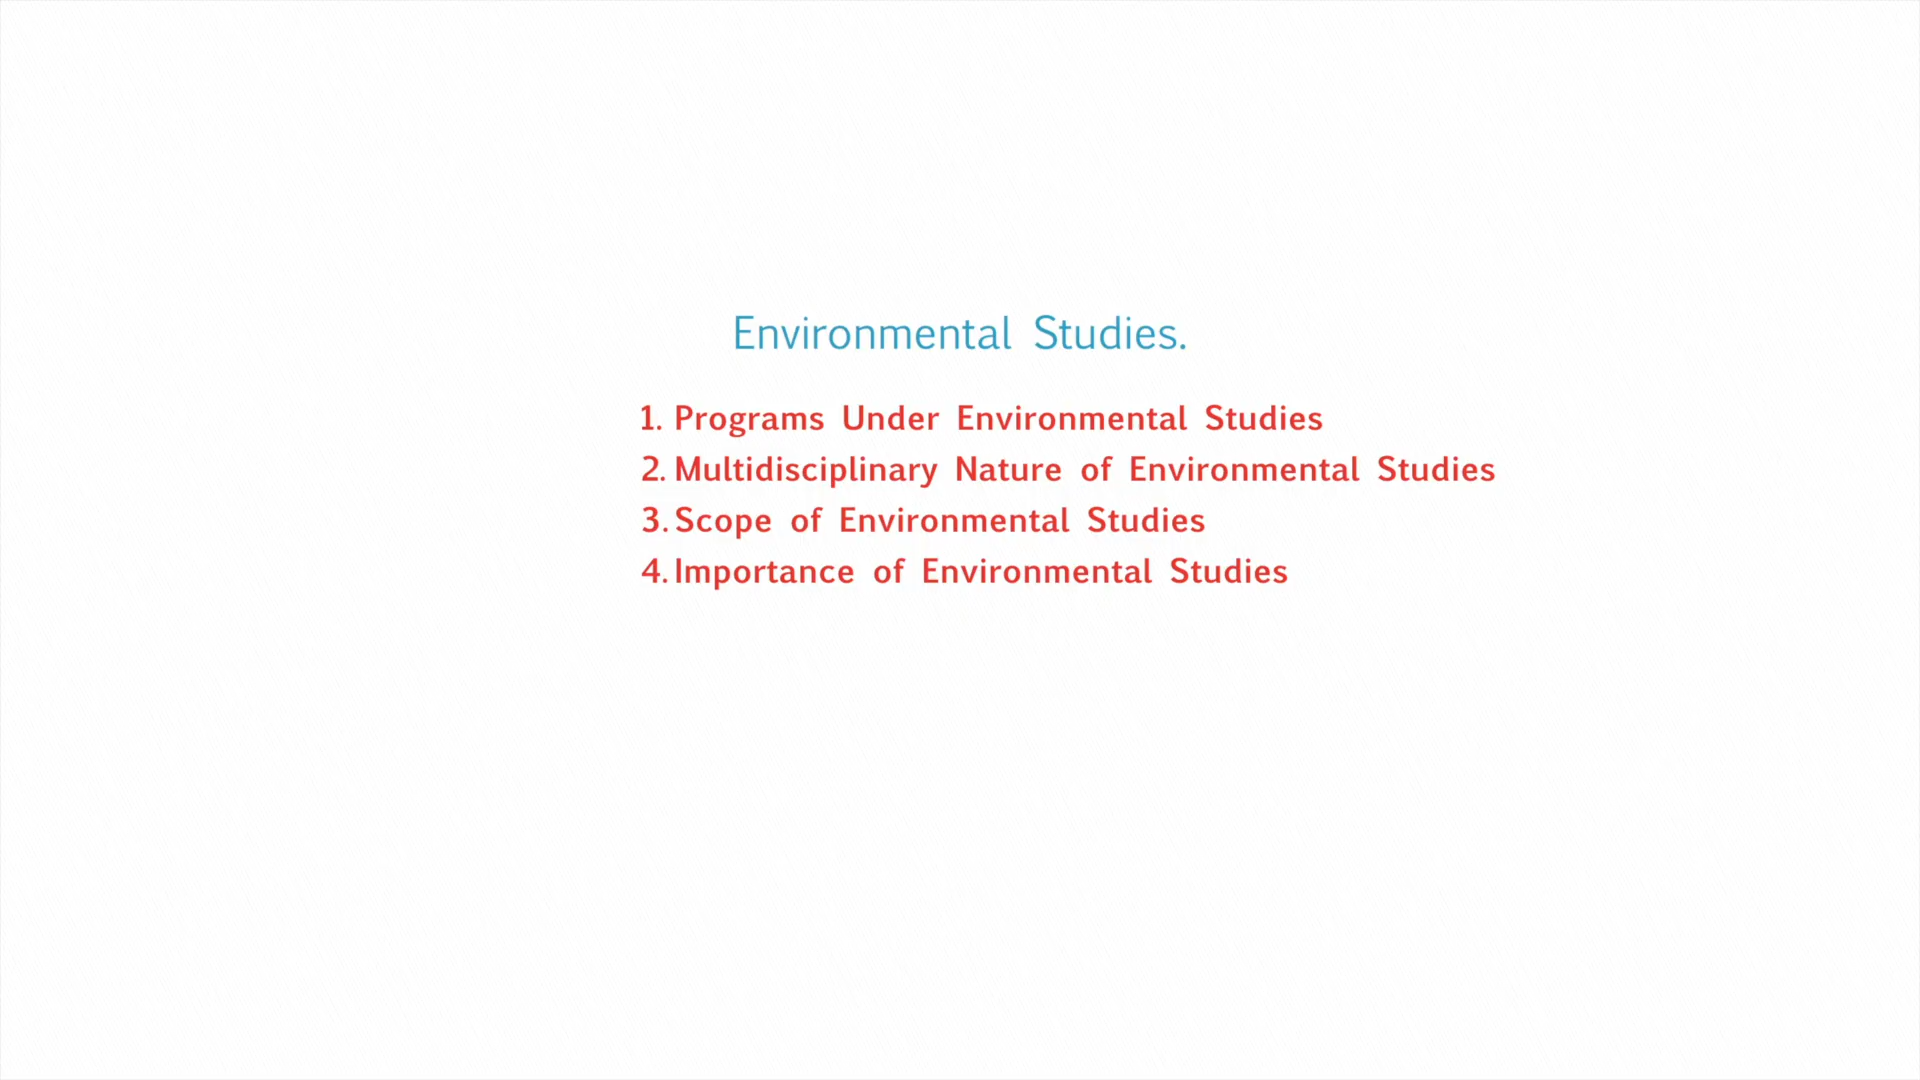 Environmental Studies.
1. Programs Under Environmental Studies
2. Multidisciplinary Nature of Environmental Studies
3. Scope of Environmental Studies
4. Importance of Environmental Studies